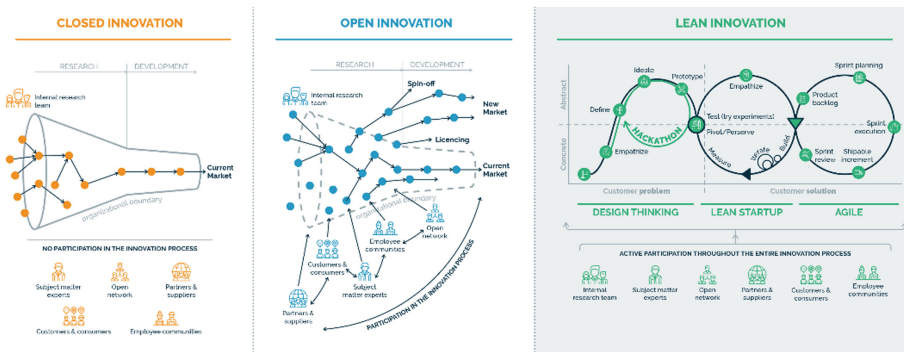 CLOSED INNOVATION
RESEARCH
DEVELOPMENT
Internal research
team
Current
Market
organizational boundary
NO PARTICIPATION IN THE INNOVATION PROCESS
Subject matter
experts
Open
network
Partners &
suppliers
Customers & consumers
Employee communities
OPEN INNOVATION
RESEARCH
DEVELOPMENT
Internal research
team
Spin-off
New
Market
Licencing
Current
Market
organizational boundary
Open
network
Employee
communities
Customers &
consumers
Subject
matter experts
Partners &
suppliers
PARTICIPATION IN THE INNOVATION PROCESS
LEAN INNOVATION
Abstract
Concrete
Ideate
Prototype
Define
Empathize
HACKATHON
Test (try experiments)
Pivot/Perserve
Empathize
Measure
Iterate
Build
Sprint planning
Product
backlog
Sprint
execution
Sprint
review
Shipable
increment
Customer problem
Customer solution
DESIGN THINKING
LEAN STARTUP
AGILE
ACTIVE PARTICIPATION THROUGHOUT THE ENTIRE INNOVATION PROCESS
Internal
research team
Subject matter
experts
Open
network
Partners &
suppliers
Customers &
consumers
Employee
communities